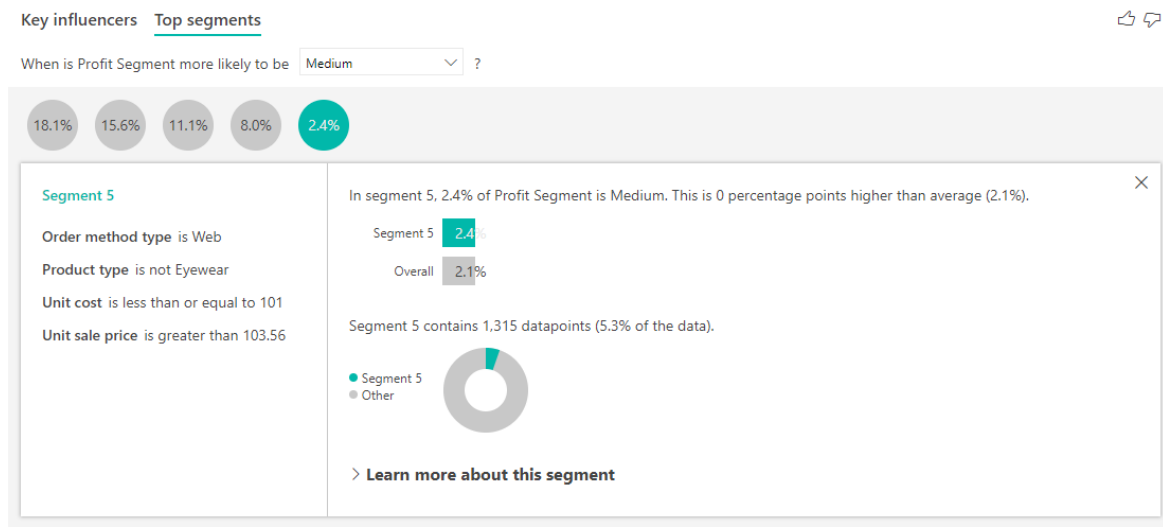 Key influencers Top segments
When is Profit Segment more likely to be Medium ?
18.1% 15.6% 11.1% 8.0% 2.4%
Segment 5
Order method type is Web
Product type is not Eyewear
Unit cost is less than or equal to 101
Unit sale price is greater than 103.56
In segment 5, 2.4% of Profit Segment is Medium. This is 0 percentage points higher than average (2.1%).
Segment 5 2.4%
Overall 2.1%
Segment 5 contains 1,315 datapoints (5.3% of the data).
Segment 5
Other
Learn more about this segment